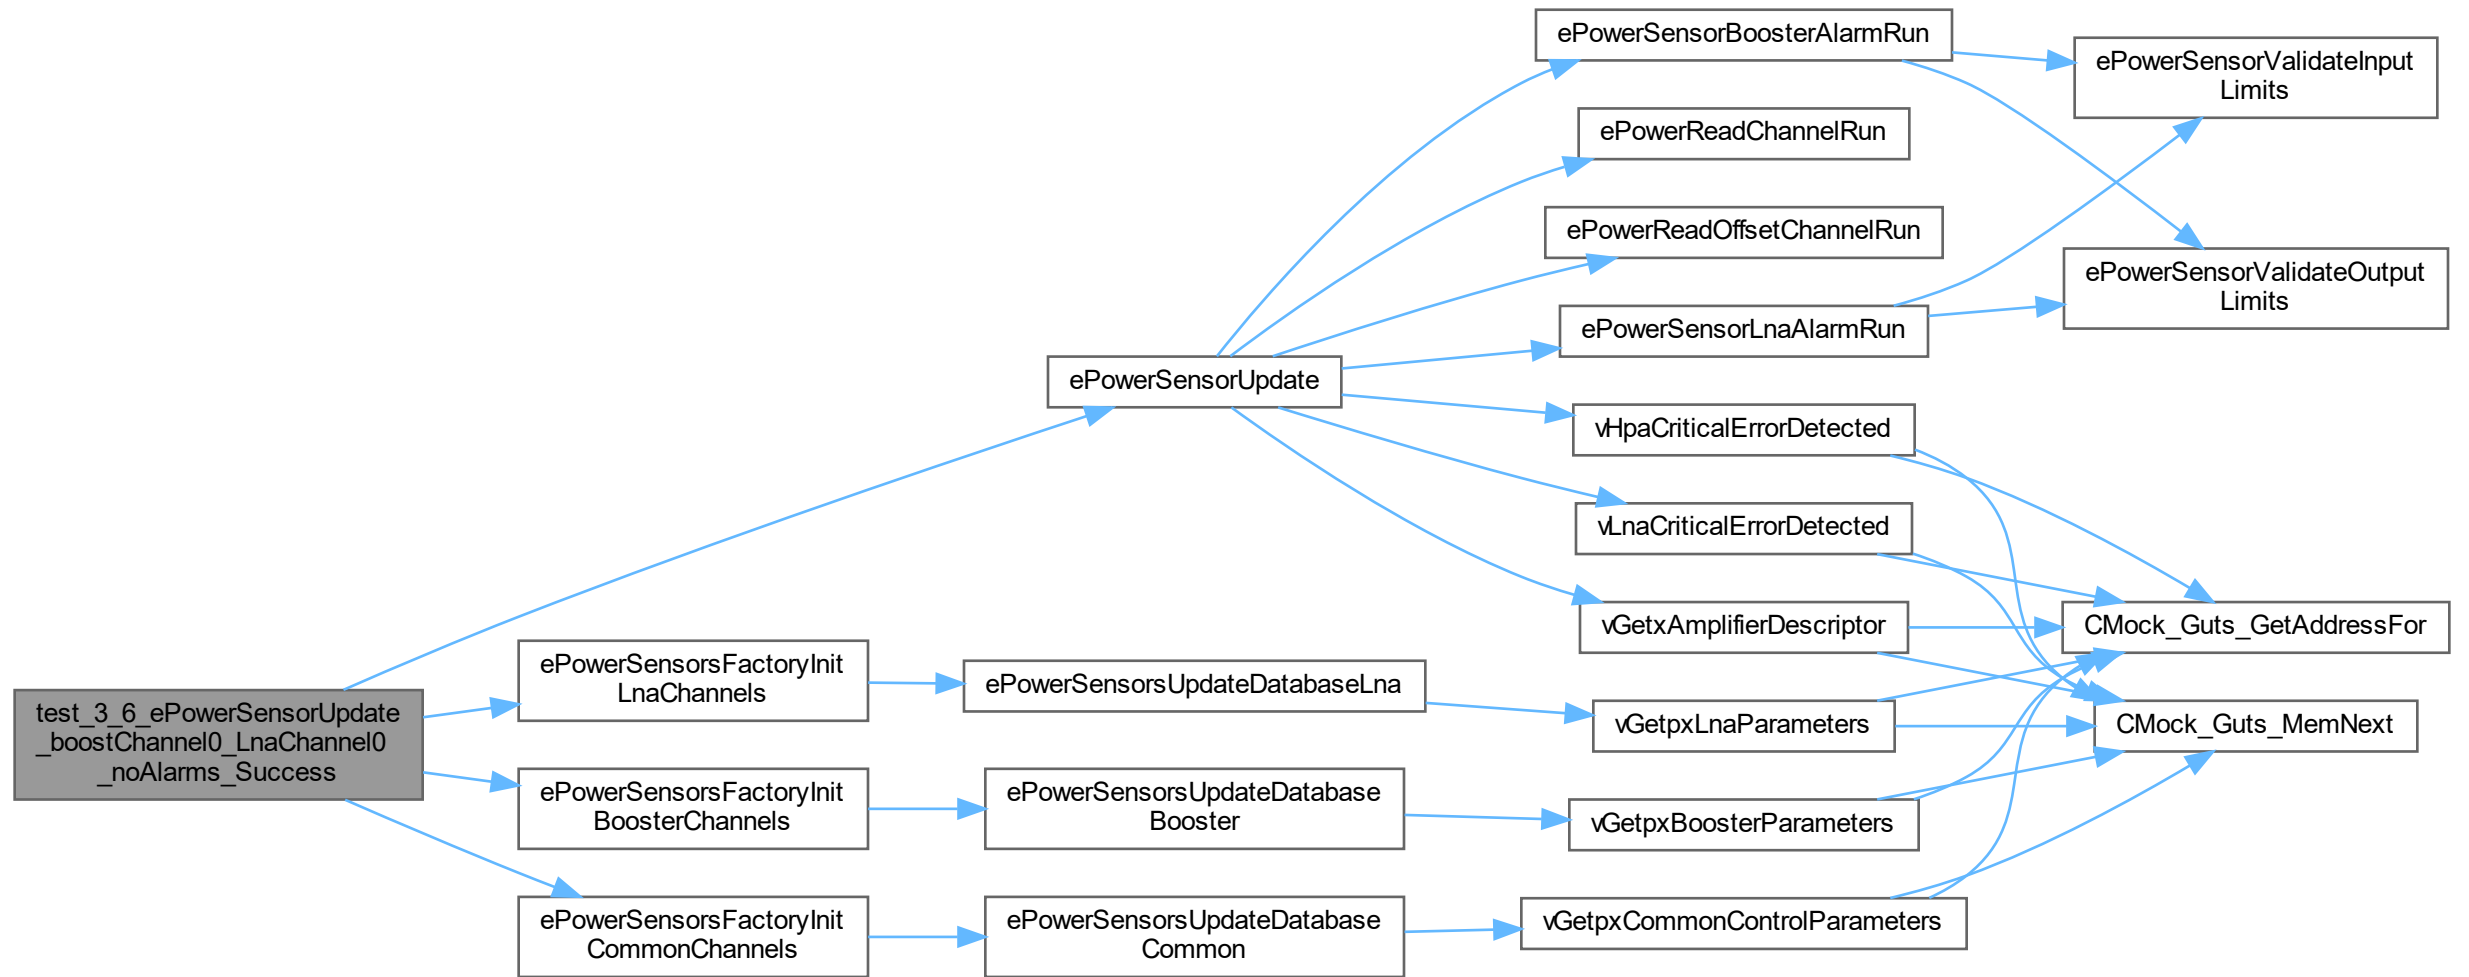 ePowerSensorBoosterAlarmRun
ePowerSensorValidateInput
Limits
ePowerReadChannelRun
ePowerReadOffsetChannelRun
ePowerSensorValidateOutput
Limits
ePowerSensorLnaAlarmRun
ePowerSensorUpdate
vHpaCriticalErrorDetected
vLnaCriticalErrorDetected
vGetxAmplifierDescriptor
CMock_Guts_GetAddressFor
ePowerSensorsFactoryInit
LnaChannels
ePowerSensorsUpdateDatabaseLna
test_3_6_ePowerSensorUpdate
_boostChannel0_LnaChannel0
_noAlarms_Success
vGetpxLnaParameters
CMock_Guts_MemNext
ePowerSensorsFactoryInit
BoosterChannels
ePowerSensorsUpdateDatabase
Booster
vGetpxBoosterParameters
ePowerSensorsFactoryInit
CommonChannels
ePowerSensorsUpdateDatabase
Common
vGetpxCommonControlParameters